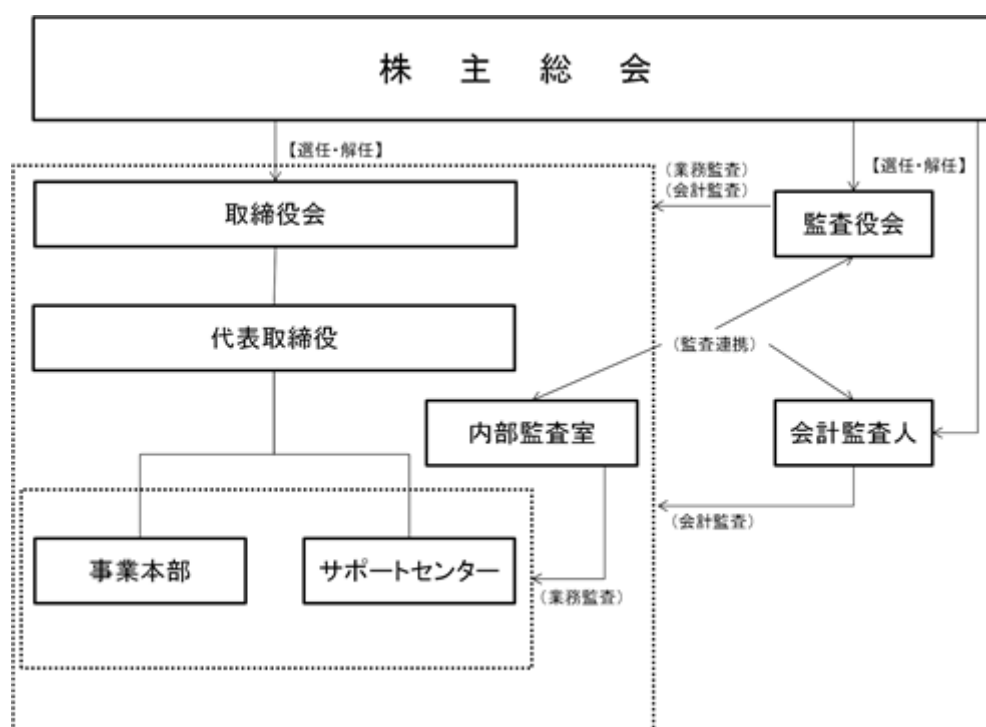 株 主 総 会
【選任・解任】
【選任・解任】
（業務監査）
（会計監査）
取締役会
監査役会
代表取締役
（監査連携）
内部監査室
会計監査人
（会計監査）
事業本部
サポートセンター
（業務監査）